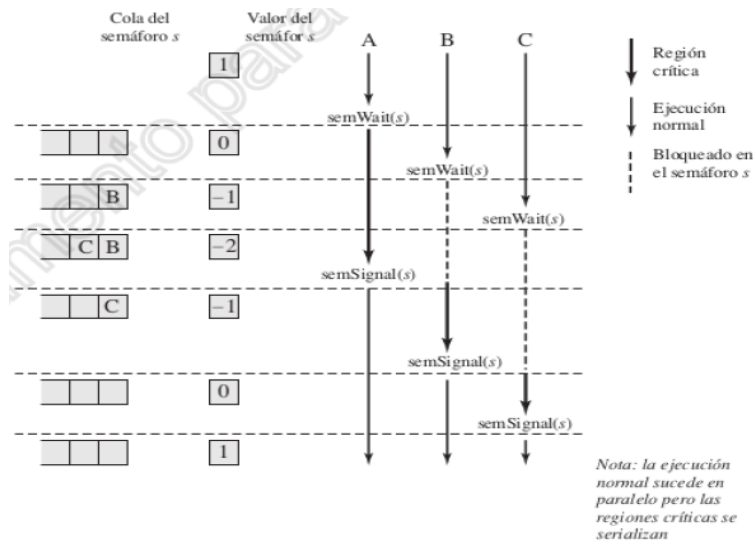 Cola del
semáforo s
Valor del
semáfor s
A
B
C
1
semWait(s)
0
semWait(s)
B
−1
semWait(s)
C B
−2
semSignal(s)
C
−1
semSignal(s)
0
semSignal(s)
1
Región
crítica
Ejecución
normal
Bloqueado en
el semáforo s
Nota: la ejecución
normal sucede en
paralelo pero las
regiones críticas se
serializan
para